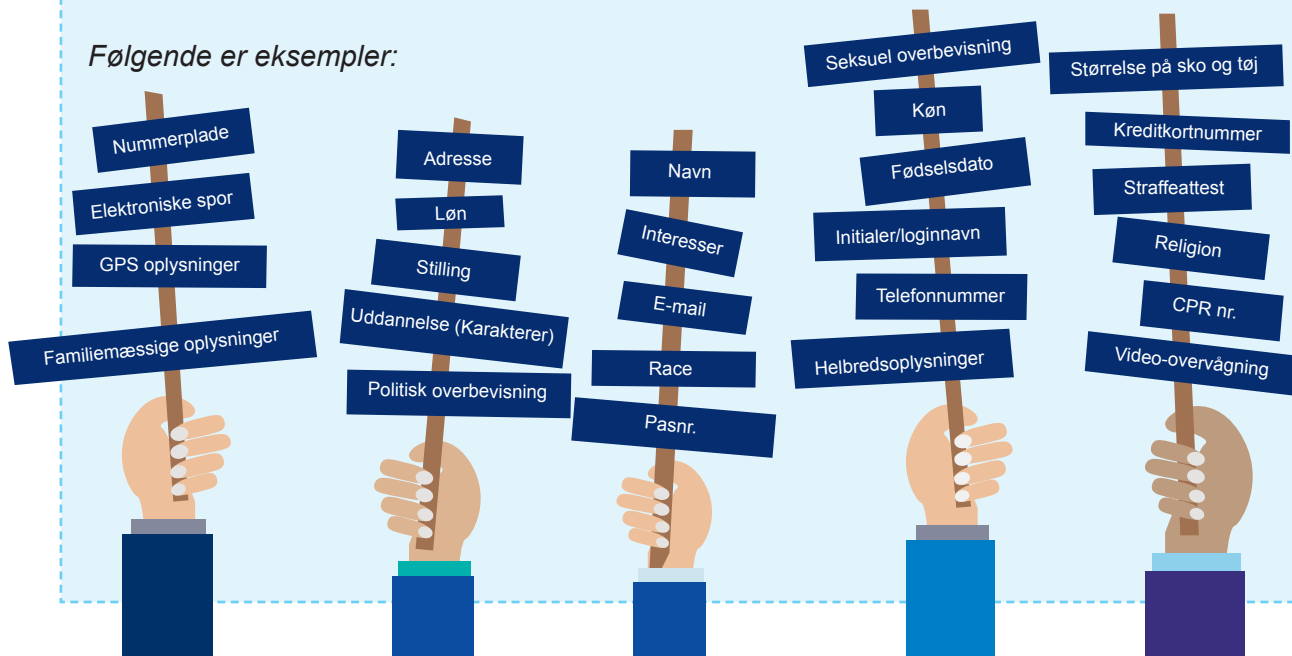 Følgende er eksempler:
Nummerplade
Elektroniske spor
GPS oplysninger
Familiemæssige oplysninger
Adresse
Løn
Stilling
Uddannelse (Karakterer)
Politisk overbevisning
Navn
Interesser
E-mail
Race
Pasnr.
Seksuel overbevisning
Køn
Fødselsdato
Initialer/loginnavn
Telefonnummer
Helbredsoplysninger
Størrelse på sko og tøj
Kreditkortnummer
Straffeattest
Religion
CPR nr.
Video-overvågning